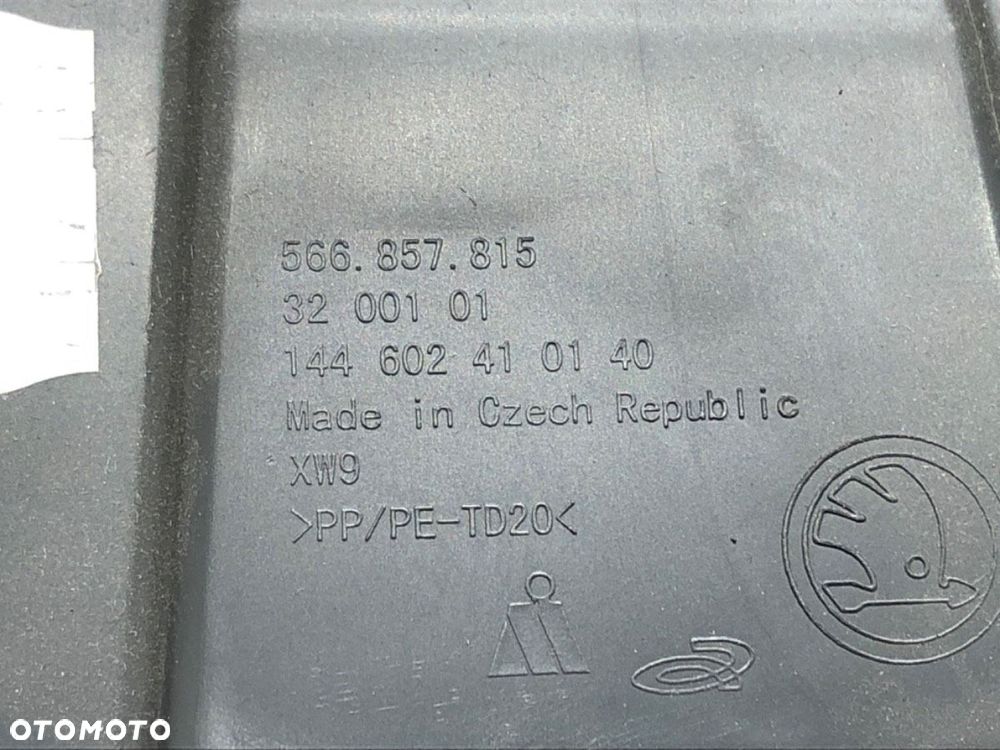 566.857.815
32 001 01
144 602 41 01 40
Made in Czech Republic
XW9
>PP/PE-TD20<
OTOMOTO